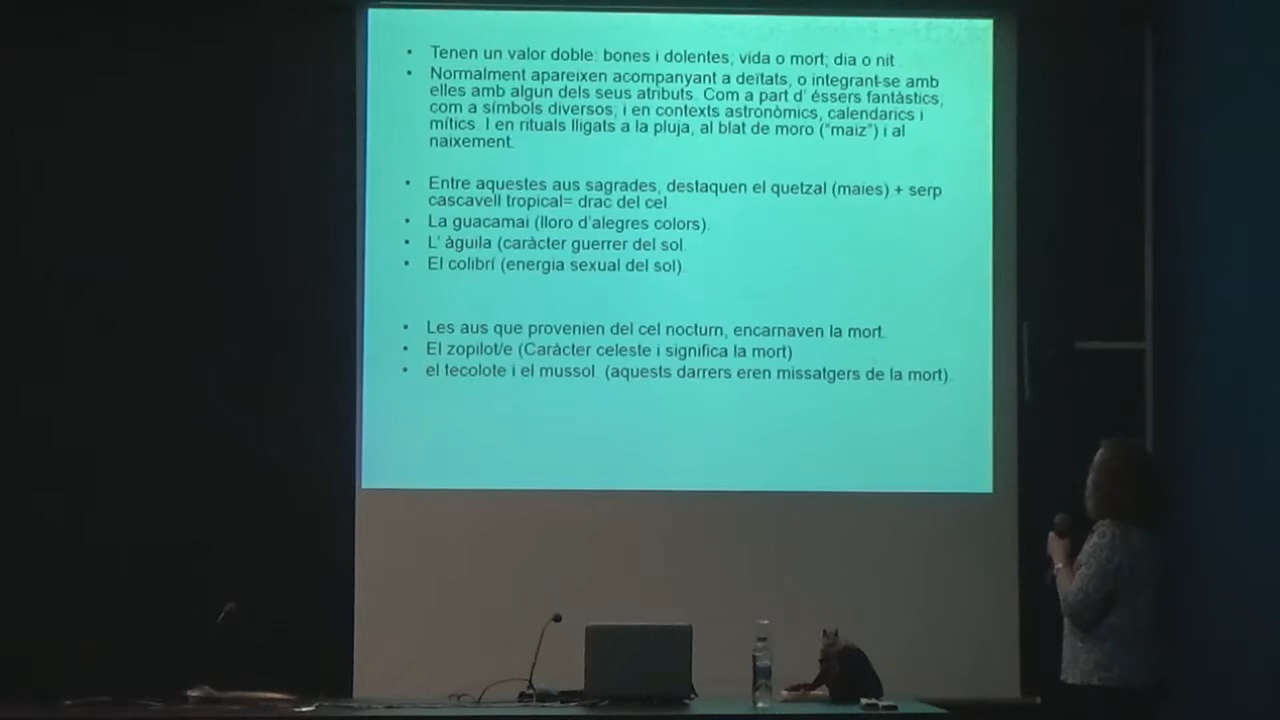 • Tenen un valor doble: bones i dolentes; vida o mort; dia o nit
• Normalment apareixen acompanyant a deïtats, o integrant-se amb
elles amb algun dels seus atributs. Com a part d' éssers fantàstics,
com a símbols diversos; i en contexts astronòmics, calendarics i
mítics. I en rituals lligats a la pluja, al blat de moro ("maiz") i al
naixement.
• Entre aquestes aus sagrades, destaquen el quetzal (maies) + serp
cascavell tropical= drac del cel
• La guacamai (lloro d'alegres colors).
• L' àguila (caràcter guerrer del sol
• El colibrí (energia sexual del sol).
• Les aus que provenien del cel nocturn, encarnaven la mort.
• El zopilot/e (Caràcter celeste i significa la mort)
• el tecolote i el mussol. (aquests darrers eren missatgers de la mort).